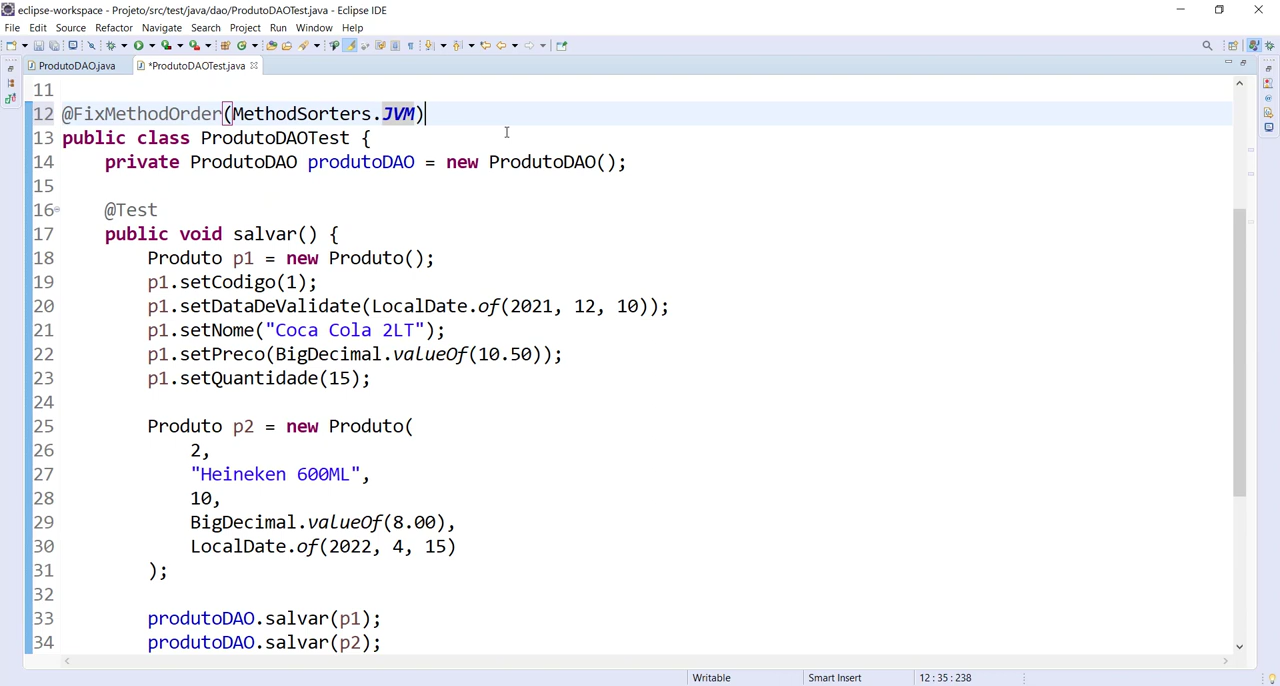 eclipse-workspace - Projeto/src/test/java/dao/ProdutoDAOTest.java - Eclipse IDE
File Edit Source Refactor Navigate Search Project Run Window Help
ProdutoDAO.java *ProdutoDAOTest.java
11
12 @FixMethodOrder(MethodSorters.JVM)
13 public class ProdutoDAOTest {
14 private ProdutoDAO produtoDAO = new ProdutoDAO();
15
16 @Test
17 public void salvar() {
18 Produto p1 = new Produto();
19 p1.setCodigo(1);
20 p1.setDataDeValidate(LocalDate.of(2021, 12, 10));
21 p1.setNome("Coca Cola 2LT");
22 p1.setPreco(BigDecimal.valueOf(10.50));
23 p1.setQuantidade(15);
24
25 Produto p2 = new Produto(
26 2,
27 "Heineken 600ML",
28 10,
29 BigDecimal.valueOf(8.00),
30 LocalDate.of(2022, 4, 15)
31 );
32
33 produtoDAO.salvar(p1);
34 produtoDAO.salvar(p2);
Writable Smart Insert 12 : 35 : 238